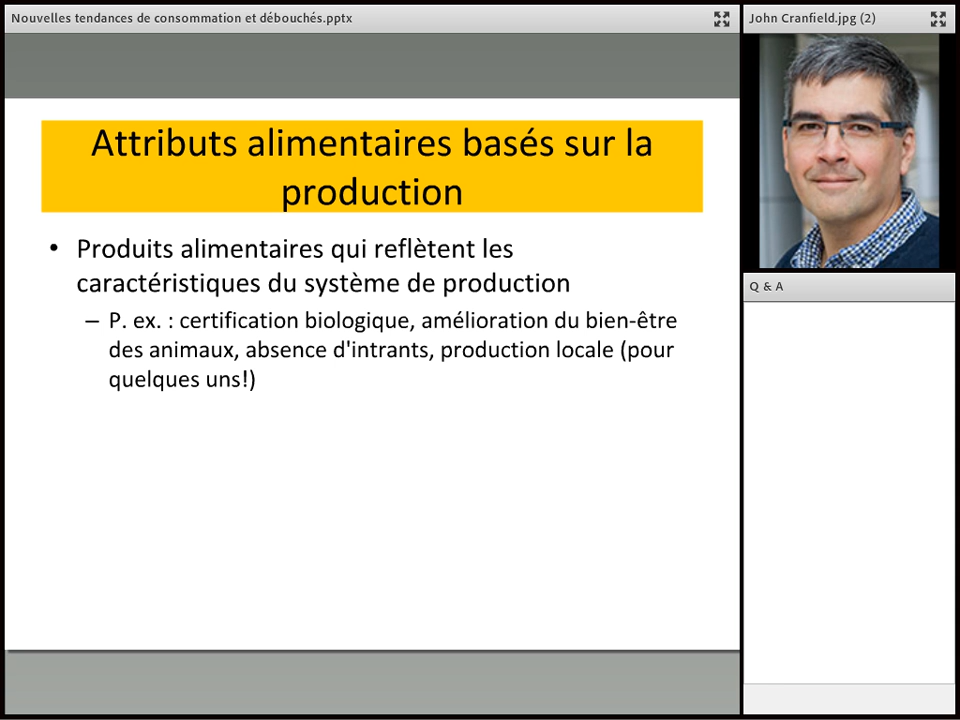 Nouvelles tendances de consommation et débouchés.pptx
John Cranfield.jpg (2)
Attributs alimentaires basés sur la
production
• Produits alimentaires qui reflètent les
caractéristiques du système de production
– P. ex. : certification biologique, amélioration du bien-être
des animaux, absence d'intrants, production locale (pour
quelques uns!)
Q & A